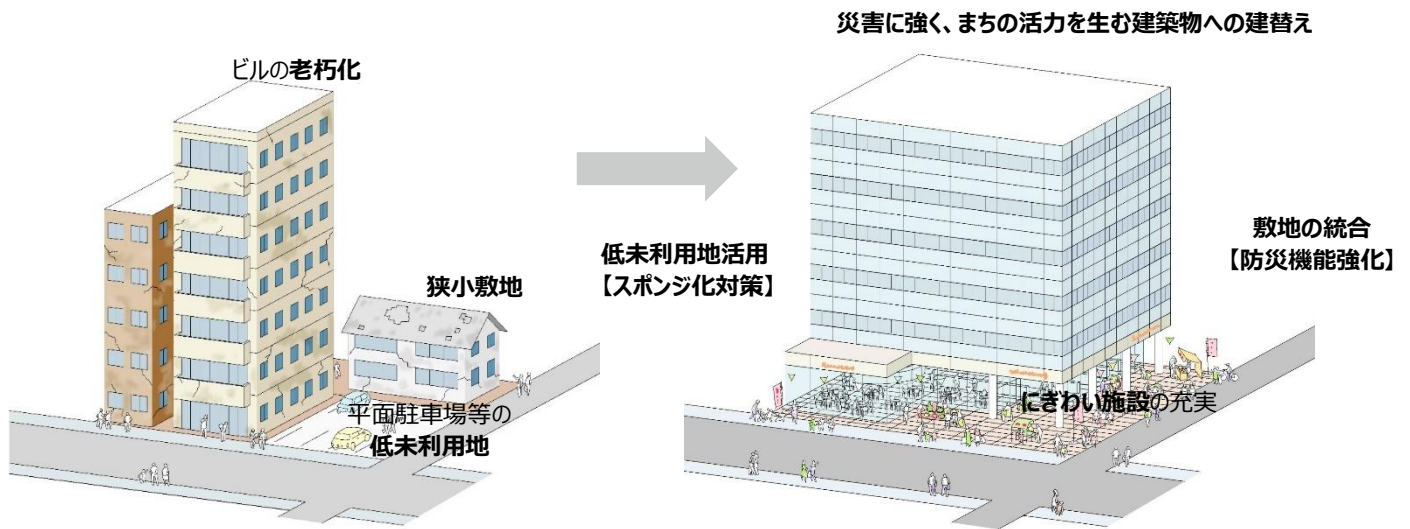 災害に強く、まちの活力を生む建築物への建替え
ビルの老朽化
狭小敷地
平面駐車場等の
低未利用地
低未利用地活用
【スポンジ化対策】
敷地の統合
【防災機能強化】
にぎわい施設の充実